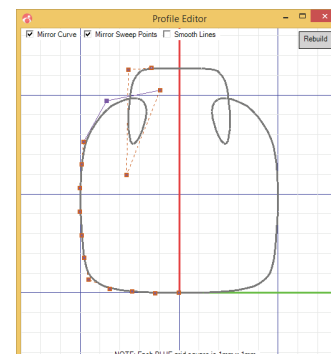 Profile Editor
Mirror Curve Mirror Sweep Points Smooth Lines Rebuild
NOTE: Each BLUE grid square is 1mm x 1mm